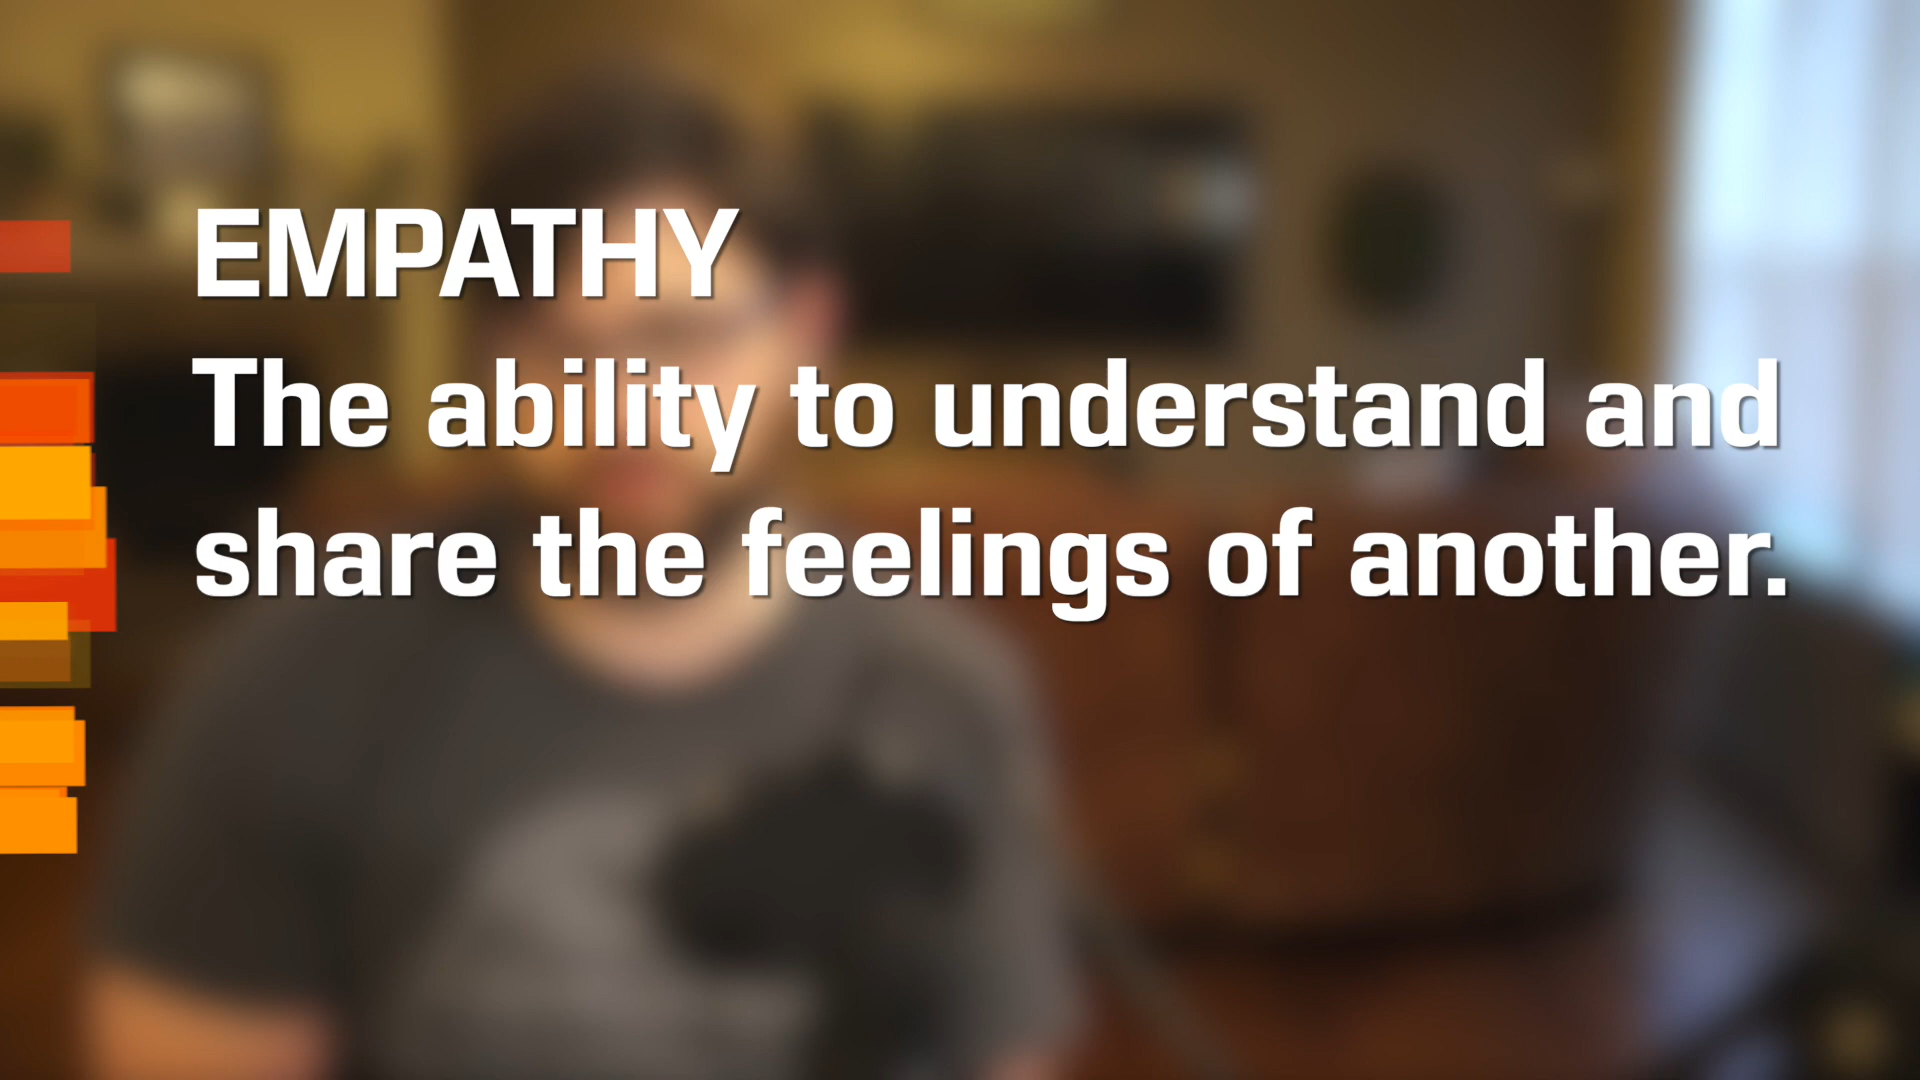 EMPATHY
The ability to understand and
share the feelings of another.